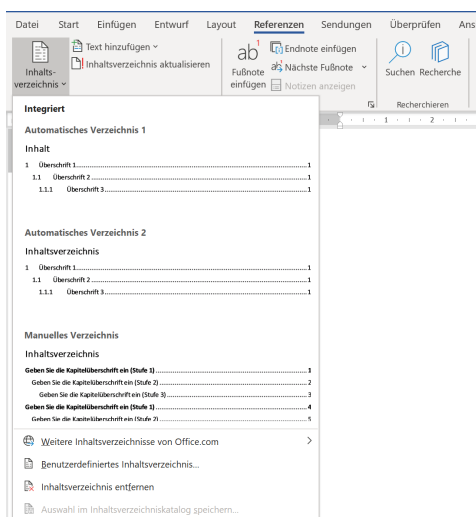 Datei Start Einfügen Entwurf Layout Referenzen Sendungen Überprüfen Ans
Inhalts-
verzeichnis
Text hinzufügen
Inhaltsverzeichnis aktualisieren
ab1
Fußnote
einfügen
Endnote einfügen
Nächste Fußnote
Notizen anzeigen
Suchen Recherche
Recherchieren
1 2
Integriert
Automatisches Verzeichnis 1
Inhalt
1 Überschrift 1...1
1.1 Überschrift 2...1
1.1.1 Überschrift 3...1
Automatisches Verzeichnis 2
Inhaltsverzeichnis
1 Überschrift 1...1
1.1 Überschrift 2...1
1.1.1 Überschrift 3...1
Manuelles Verzeichnis
Inhaltsverzeichnis
Geben Sie die Kapitelüberschrift ein (Stufe 1)...1
Geben Sie die Kapitelüberschrift ein (Stufe 2)...2
Geben Sie die Kapitelüberschrift ein (Stufe 3)...3
Geben Sie die Kapitelüberschrift ein (Stufe 1)...4
Geben Sie die Kapitelüberschrift ein (Stufe 2)...5
Weitere Inhaltsverzeichnisse von Office.com
Benutzerdefiniertes Inhaltsverzeichnis...
Inhaltsverzeichnis entfernen
Auswahl im Inhaltsverzeichniskatalog speichern...